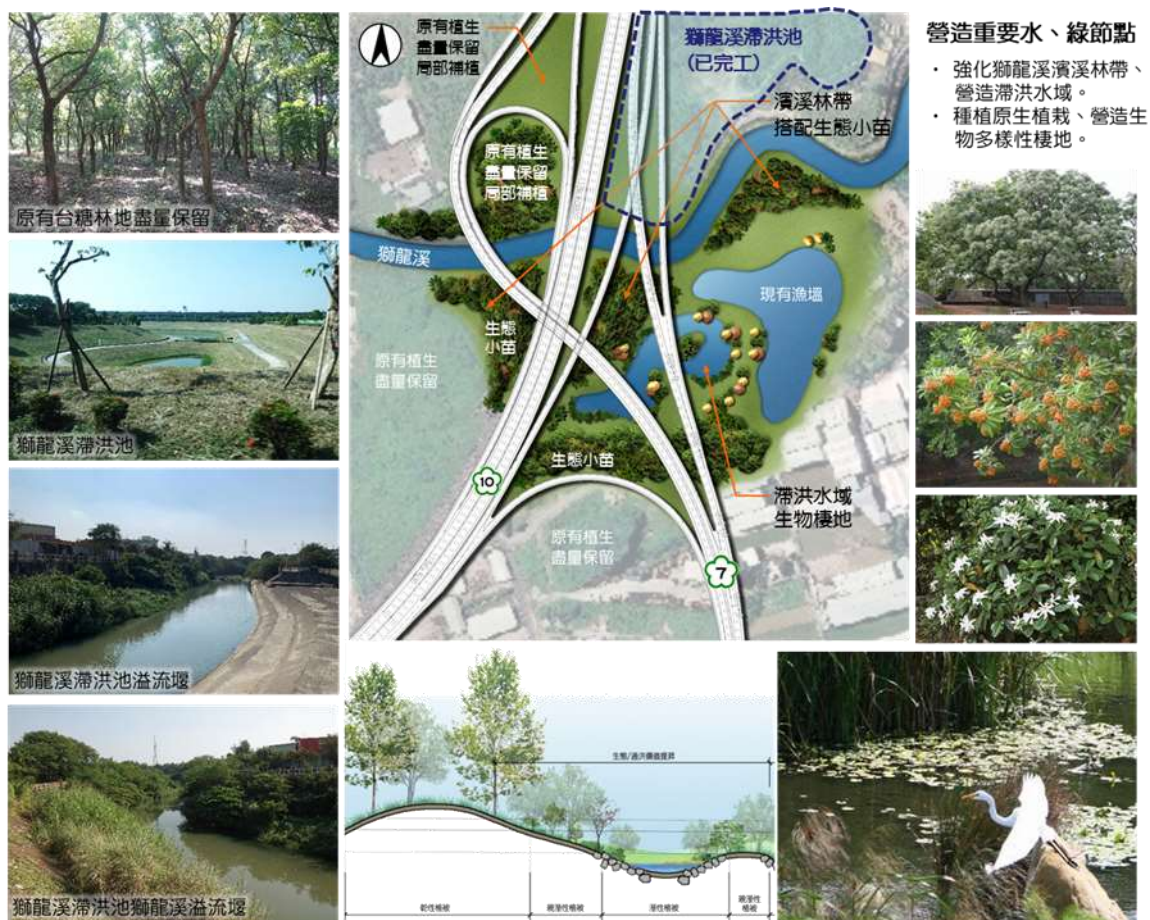 原有台糖林地盡量保留
獅龍溪滯洪池
獅龍溪滯洪池溢流堰
獅龍溪滯洪池獅龍溪溢流堰
原有植生
盡量保留
局部補植
獅龍溪滯洪池
(已完工)
濱溪林帶
搭配生態小苗
原有植生
盡量保留
局部補植
獅龍溪
現有漁塭
生態
小苗
原有植生
盡量保留
生態小苗
10
滯洪水域
生物棲地
原有植生
盡量保留
7
營造重要水、綠節點
· 強化獅龍溪濱溪林帶、
營造滯洪水域。
· 種植原生植栽、營造生
物多樣性棲地。
乾性植被
濕性植被